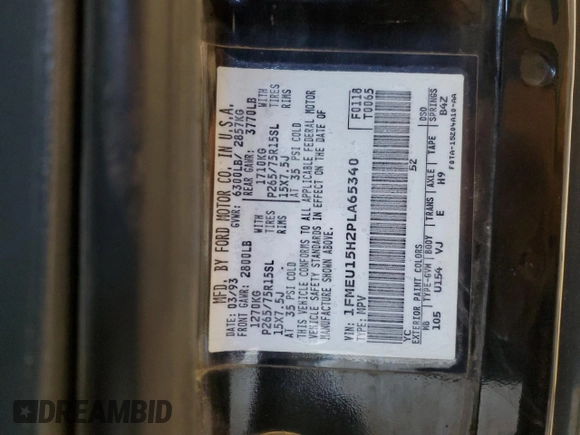 MFD. BY FORD MOTOR CO. IN U.S.A.
DATE: 03/93 GVWR: 6300LB/ 2857KG
FRONT GAWR: 2800LB REAR GAWR: 3770LB
1270KG WITH 1710KG WITH
P265/75R15SL TIRES P265/75R15SL TIRES
15X7.5J RIMS 15X7.5J RIMS
AT 35 PSI COLD AT 35 PSI COLD
THIS VEHICLE CONFORMS TO ALL APPLICABLE FEDERAL MOTOR
VEHICLE SAFETY STANDARDS IN EFFECT ON THE DATE OF
MANUFACTURE SHOWN ABOVE.
VIN: 1FMEU15H2PLA65340 F0118
TYPE: MPV T0065
YC 52
EXTERIOR PAINT COLORS DSO
WB TYPE-GVW BODY TRANS AXLE TAPE SPRINGS
105 U154 VJ E H9 B4Z
F0TA-15294A10-AA
DREAMBID